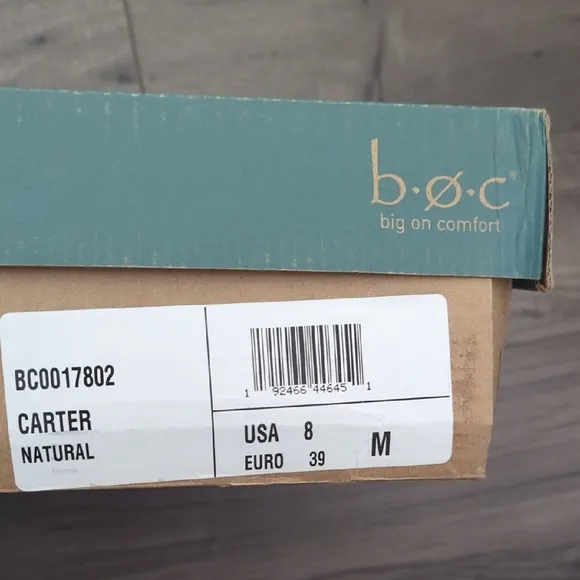 b·ø·c®
big on comfort
BC0017802
CARTER
NATURAL
1 92466 44645 1
USA 8
EURO 39
M